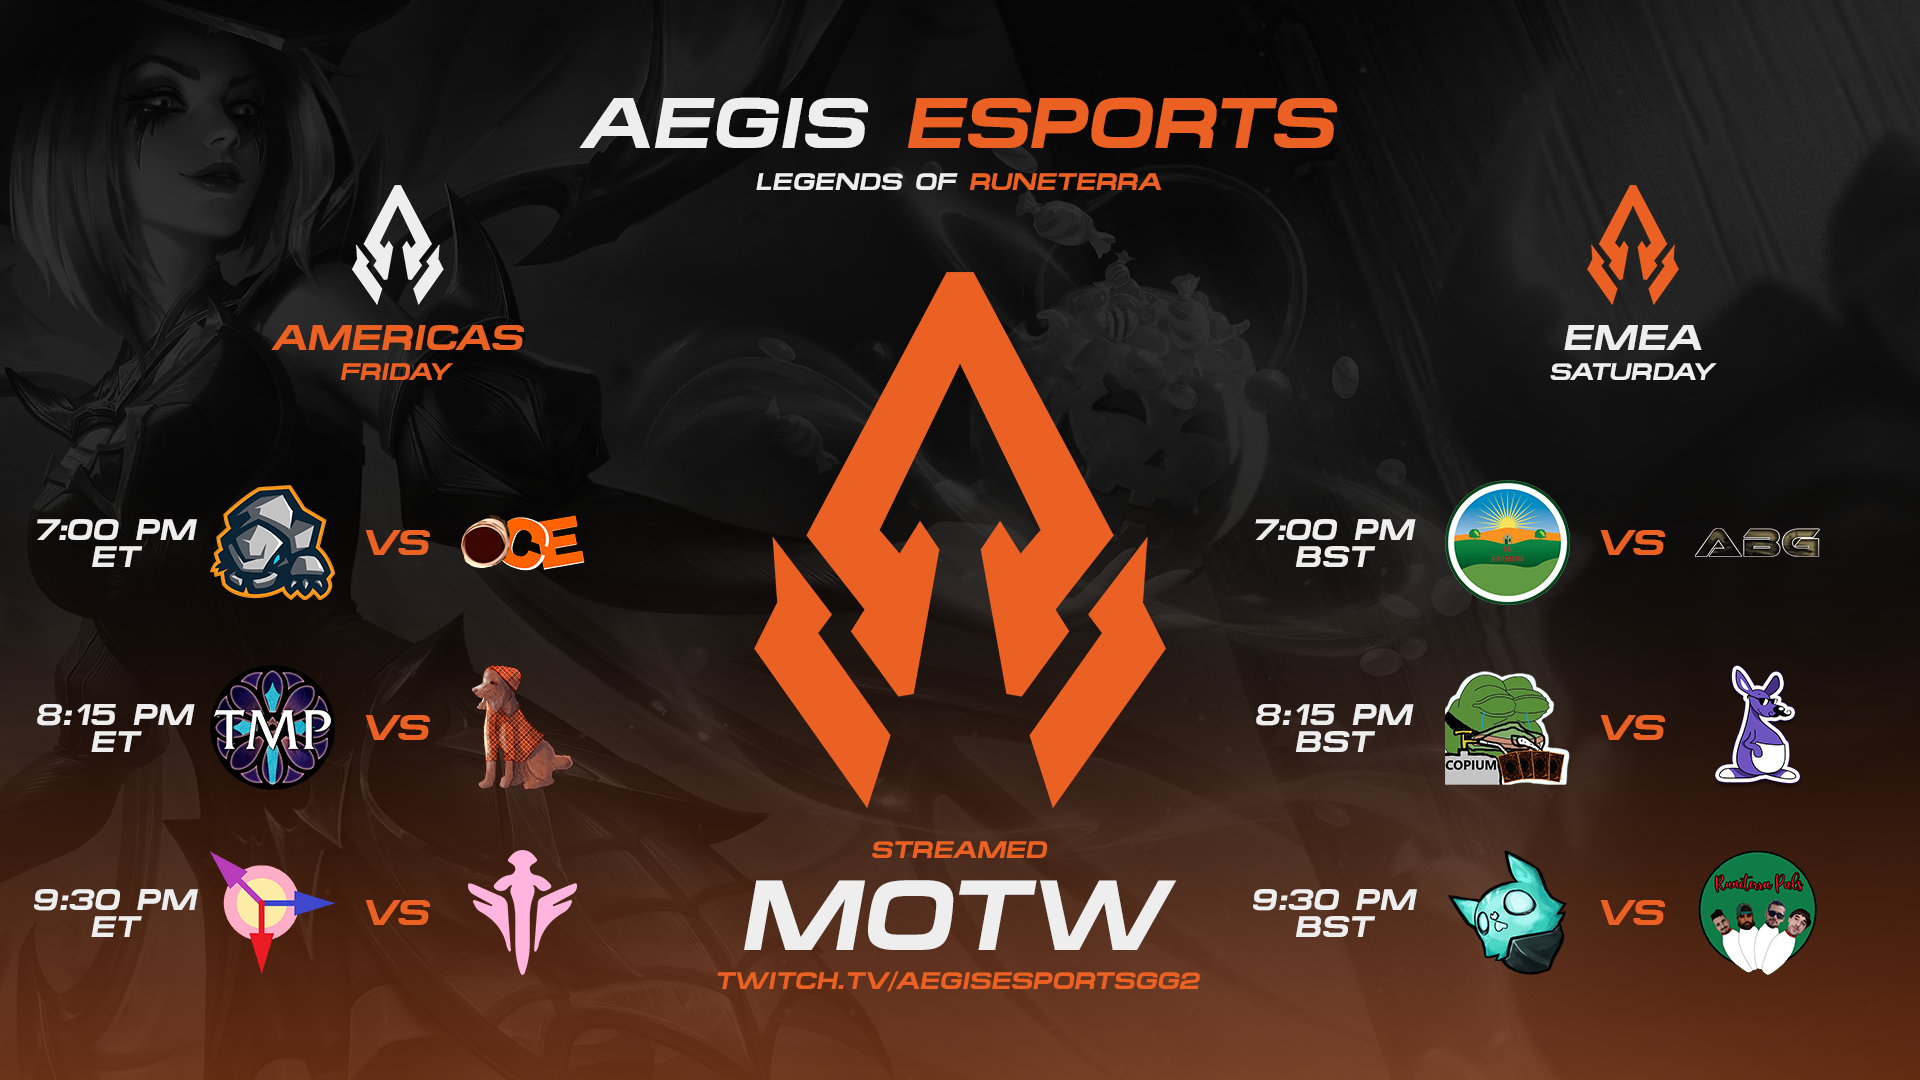 AEGIS ESPORTS
LEGENDS OF RUNETERRA
AMERICAS
FRIDAY
7:00 PM
ET
VS
CE
8:15 PM
ET
TMP
VS
9:30 PM
ET
VS
EMEA
SATURDAY
7:00 PM
BST
VS
ABG
8:15 PM
BST
COPIUM
VS
9:30 PM
BST
VS
Runeterra Pals
STREAMED
MOTW
TWITCH.TV/AEGISESPORTSGG2